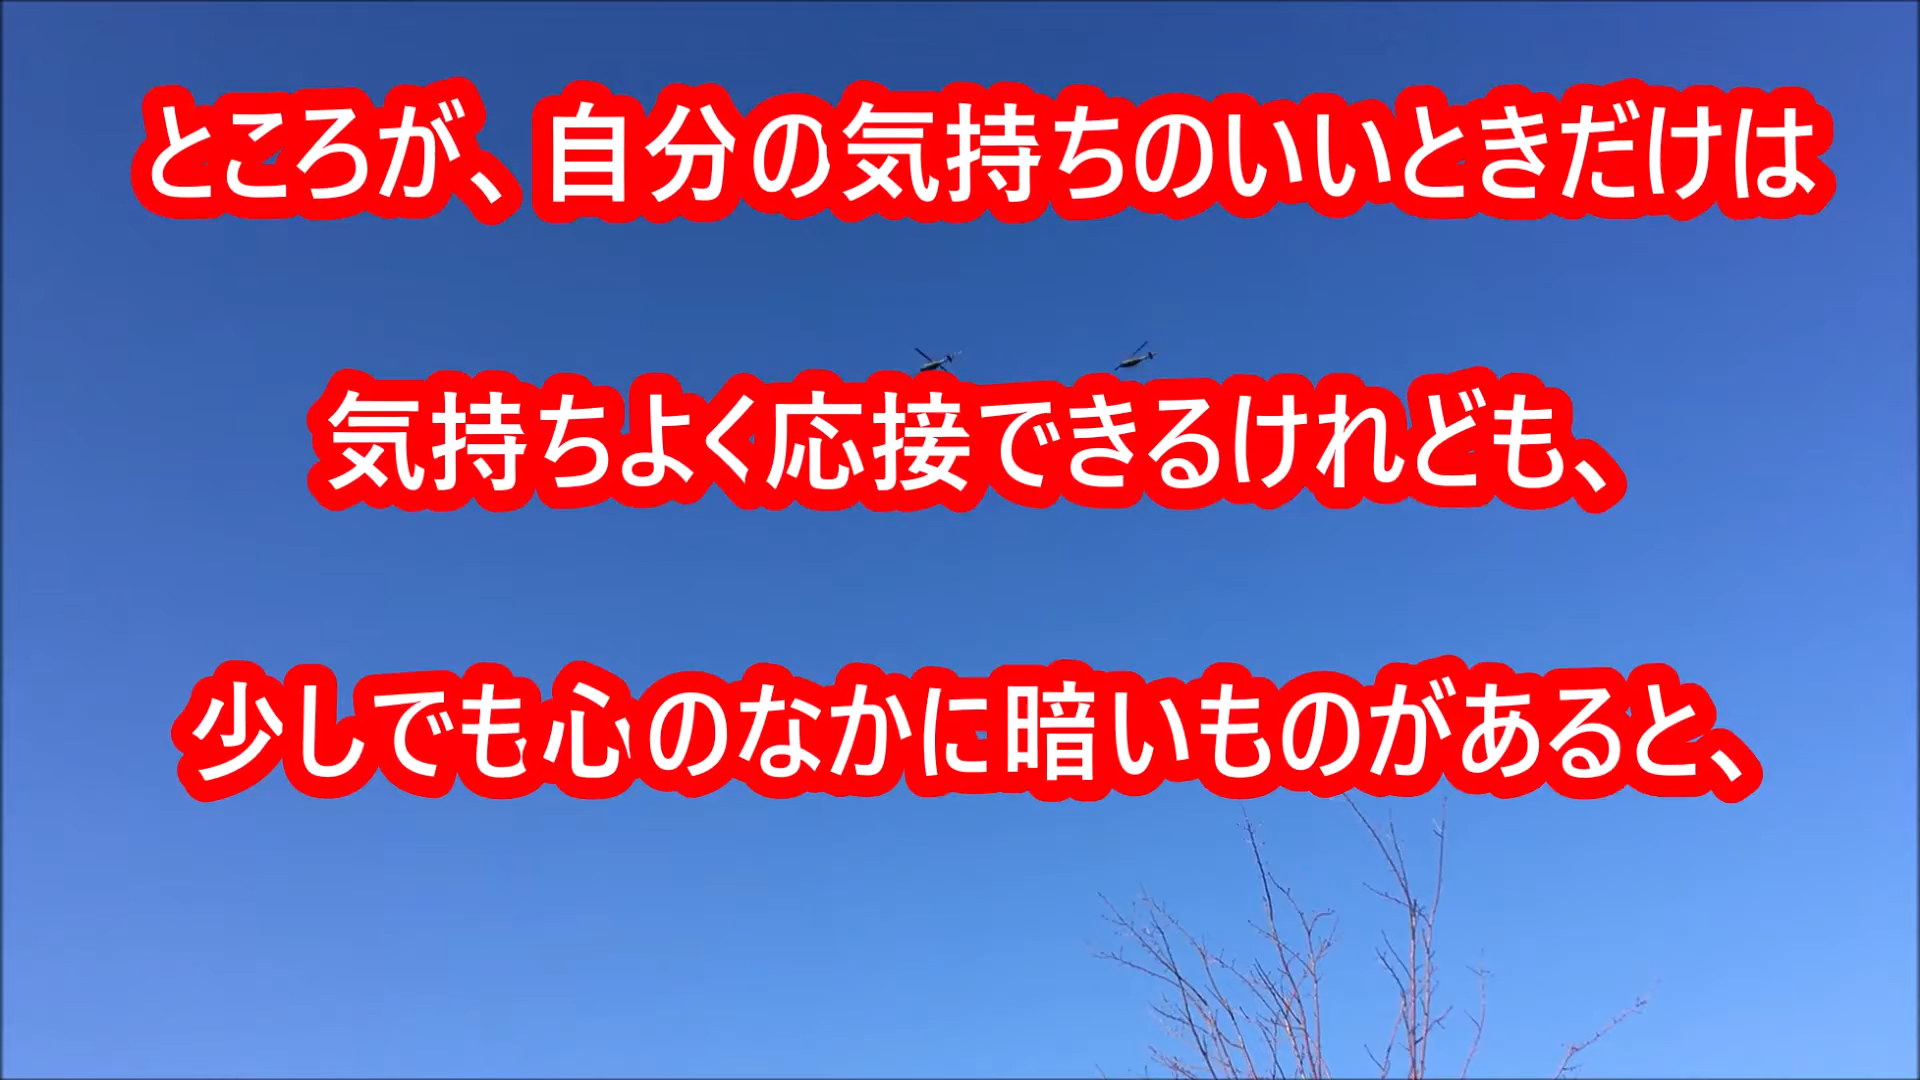 ところが、自分の気持ちのいいときだけは
気持ちよく応接できるけれども、
少しでも心のなかに暗いものがあると、